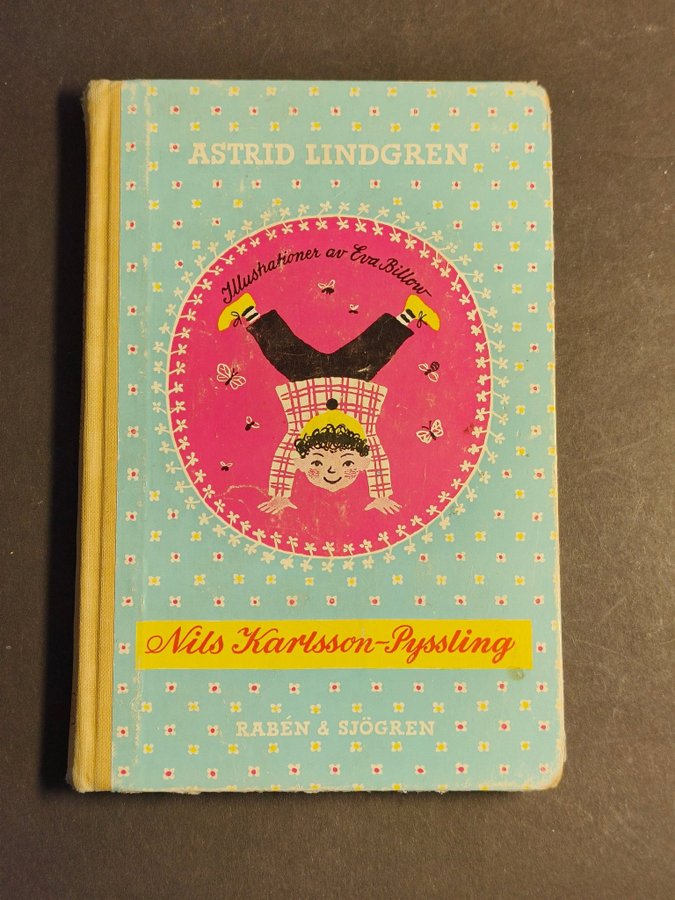 ASTRID LINDGREN
Illustrationer av Eva Billow
Nils Karlsson-Pyssling
RABÉN & SJÖGREN